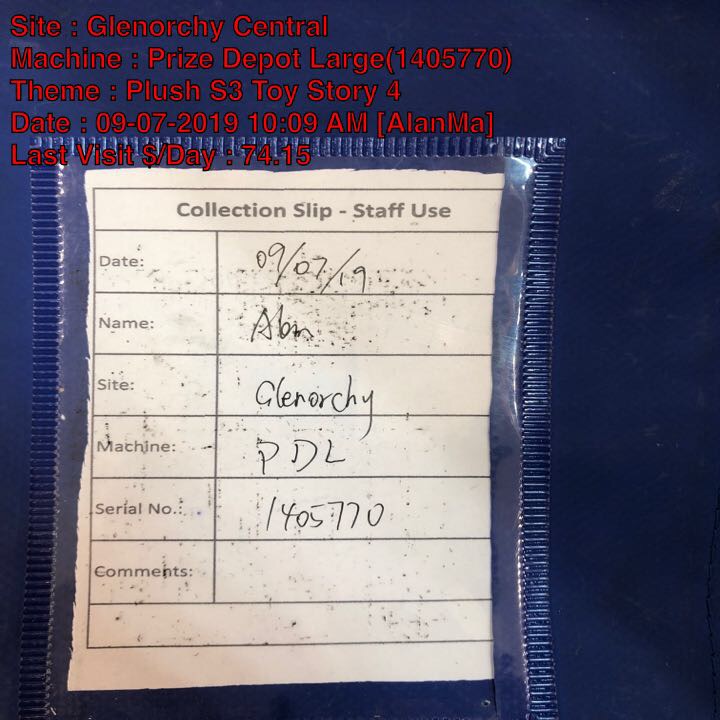 Site : Glenorchy Central
Machine : Prize Depot Large(1405770)
Theme : Plush S3 Toy Story 4
Date : 09-07-2019 10:09 AM [AlanMa]
Last Visit $/Day : 74.15
Collection Slip - Staff Use
Date: 09/07/19
Name: Alan
Site: Glenorchy
Machine: PDL
Serial No.: 1405770
Comments: